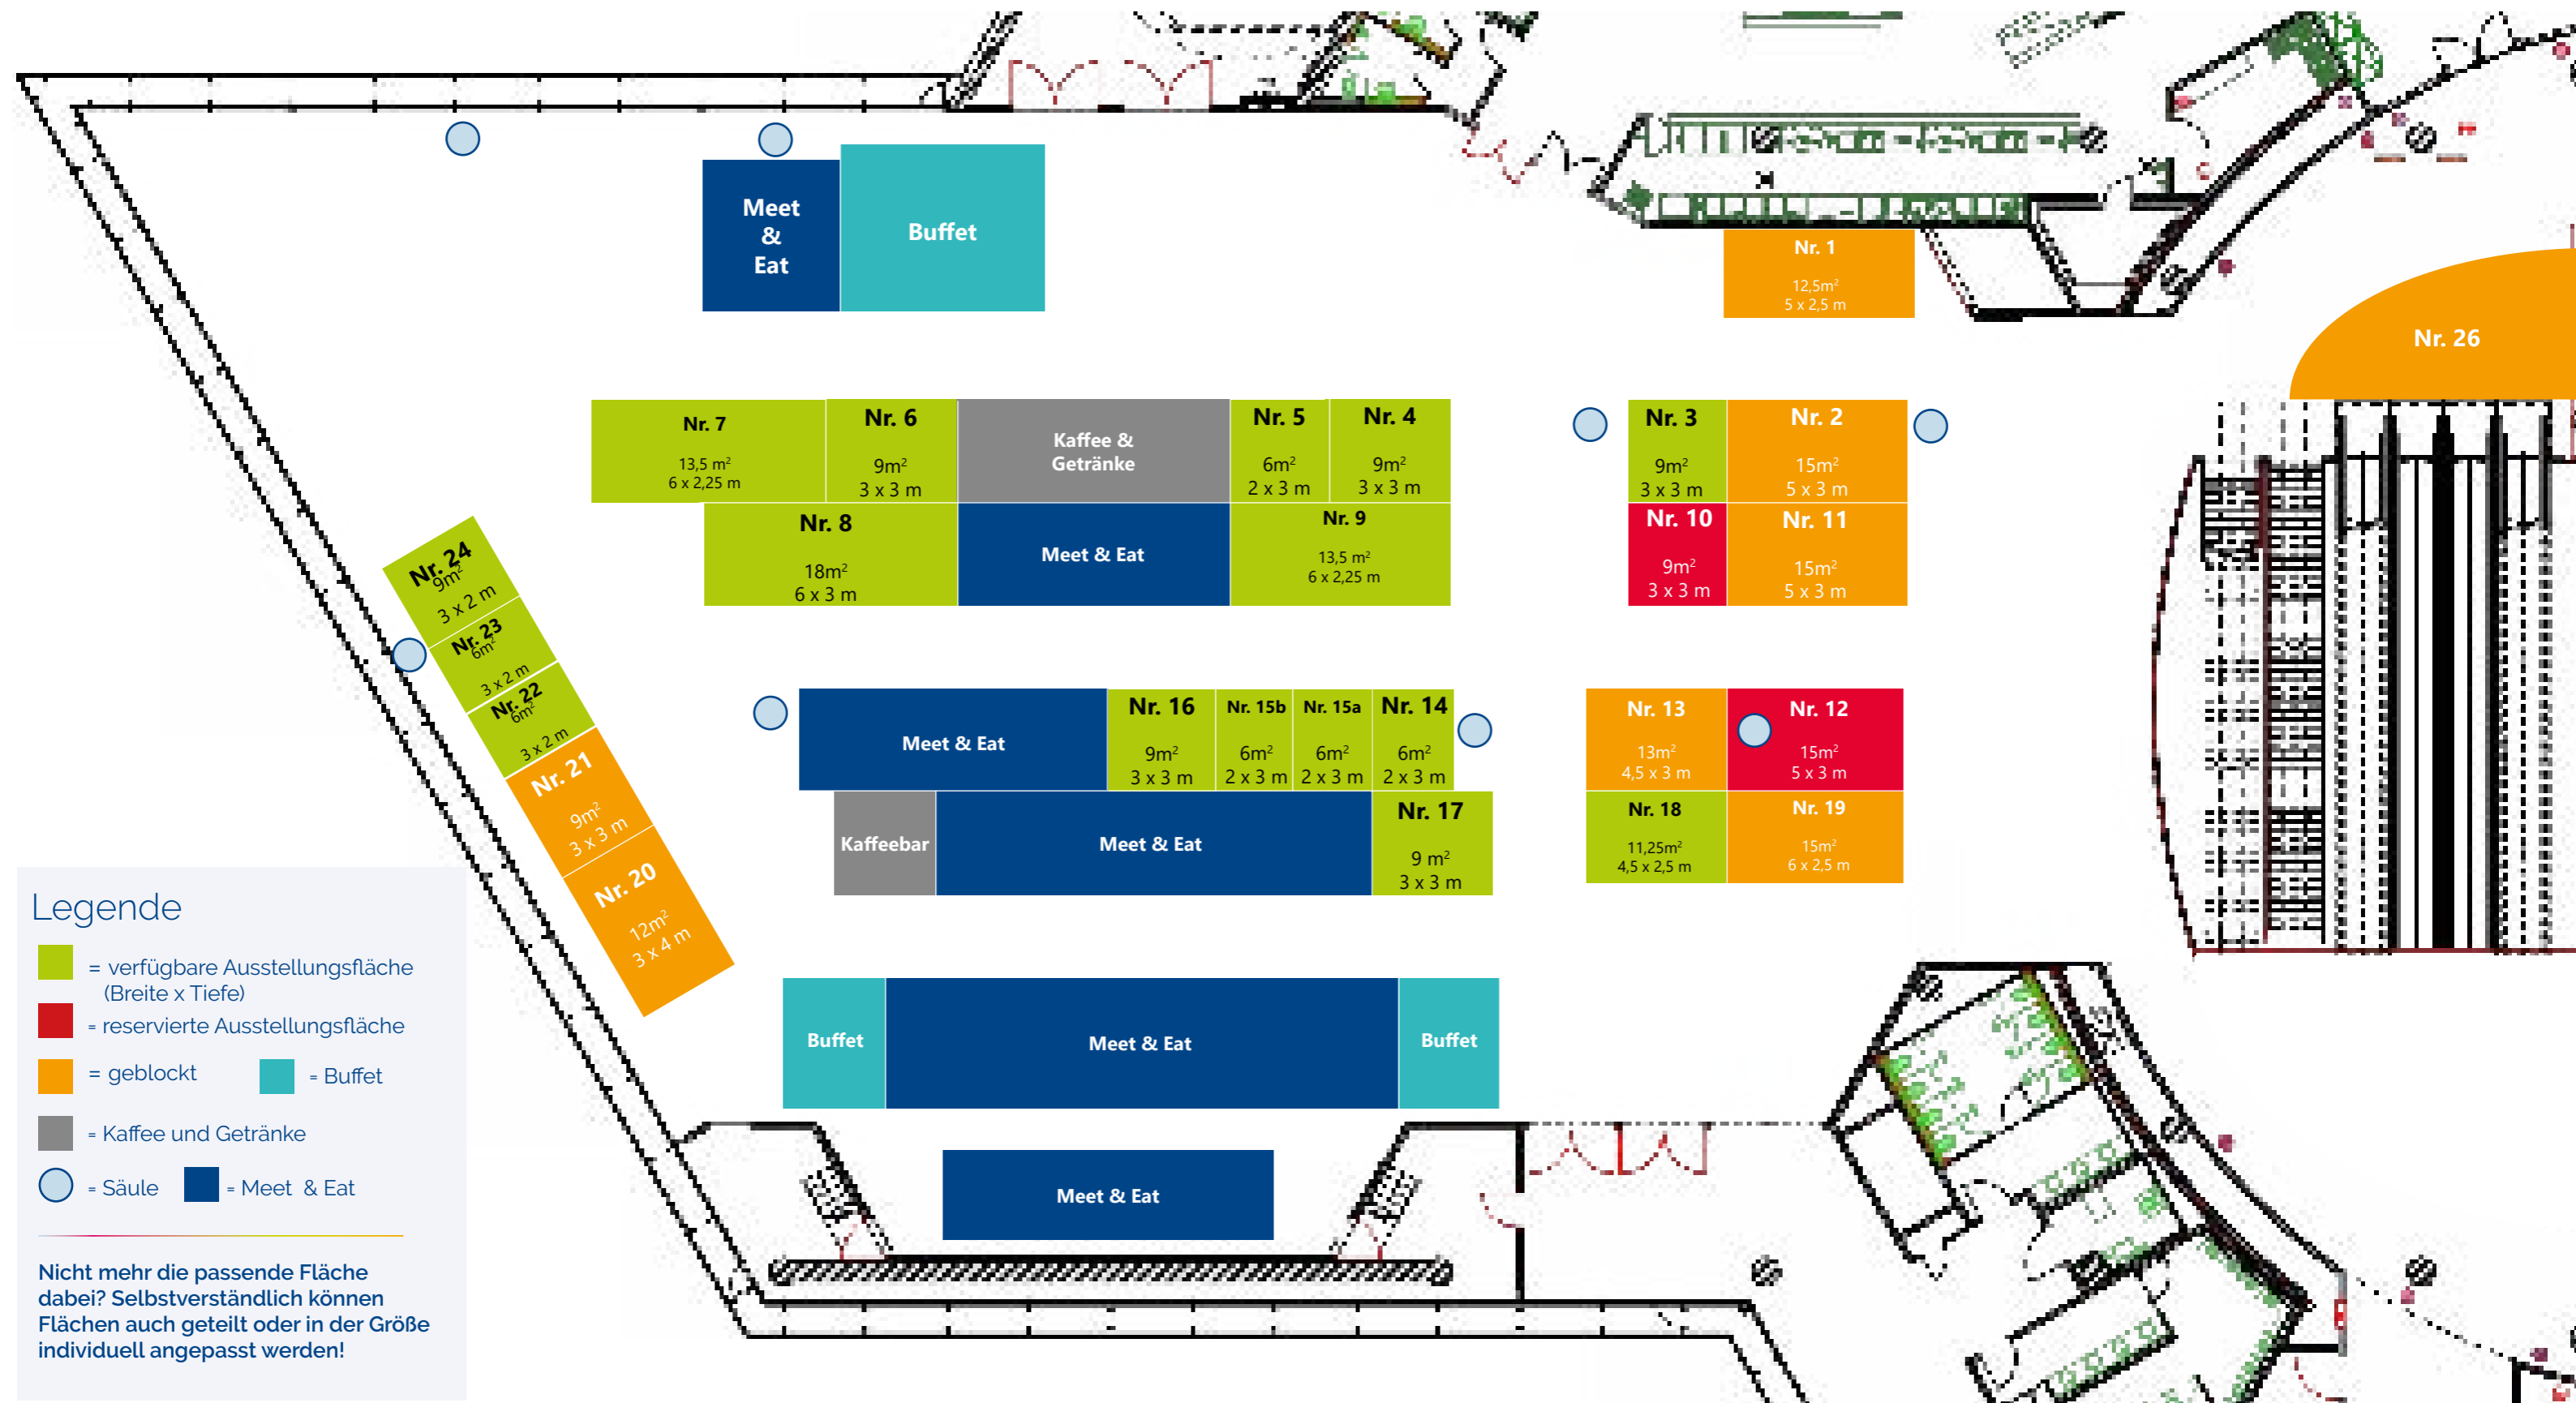 Meet
&
Eat
Buffet
Nr. 1
12,5m²
5 x 2,5 m
Nr. 26
Nr. 7
13,5 m²
6 x 2,25 m
Nr. 6
9m²
3 x 3 m
Kaffee &
Getränke
Nr. 5
6m²
2 x 3 m
Nr. 4
9m²
3 x 3 m
Nr. 3
9m²
3 x 3 m
Nr. 2
15m²
5 x 3 m
Nr. 8
18m²
6 x 3 m
Meet & Eat
Nr. 9
13,5 m²
6 x 2,25 m
Nr. 10
9m²
3 x 3 m
Nr. 11
15m²
5 x 3 m
Nr. 24
9m²
3 x 2 m
Nr. 23
6m²
3 x 2 m
Nr. 22
6m²
3 x 2 m
Nr. 21
9m²
3 x 3 m
Nr. 20
12m²
3 x 4 m
Meet & Eat
Nr. 16
9m²
3 x 3 m
Nr. 15b
6m²
2 x 3 m
Nr. 15a
6m²
2 x 3 m
Nr. 14
6m²
2 x 3 m
Nr. 13
13m²
4,5 x 3 m
Nr. 12
15m²
5 x 3 m
Kaffeebar
Meet & Eat
Nr. 17
9 m²
3 x 3 m
Nr. 18
11,25m²
4,5 x 2,5 m
Nr. 19
15m²
6 x 2,5 m
Buffet
Meet & Eat
Buffet
Meet & Eat
Legende
= verfügbare Ausstellungsfläche
(Breite x Tiefe)
= reservierte Ausstellungsfläche
= geblockt
= Buffet
= Kaffee und Getränke
= Säule
= Meet & Eat
Nicht mehr die passende Fläche
dabei? Selbstverständlich können
Flächen auch geteilt oder in der Größe
individuell angepasst werden!